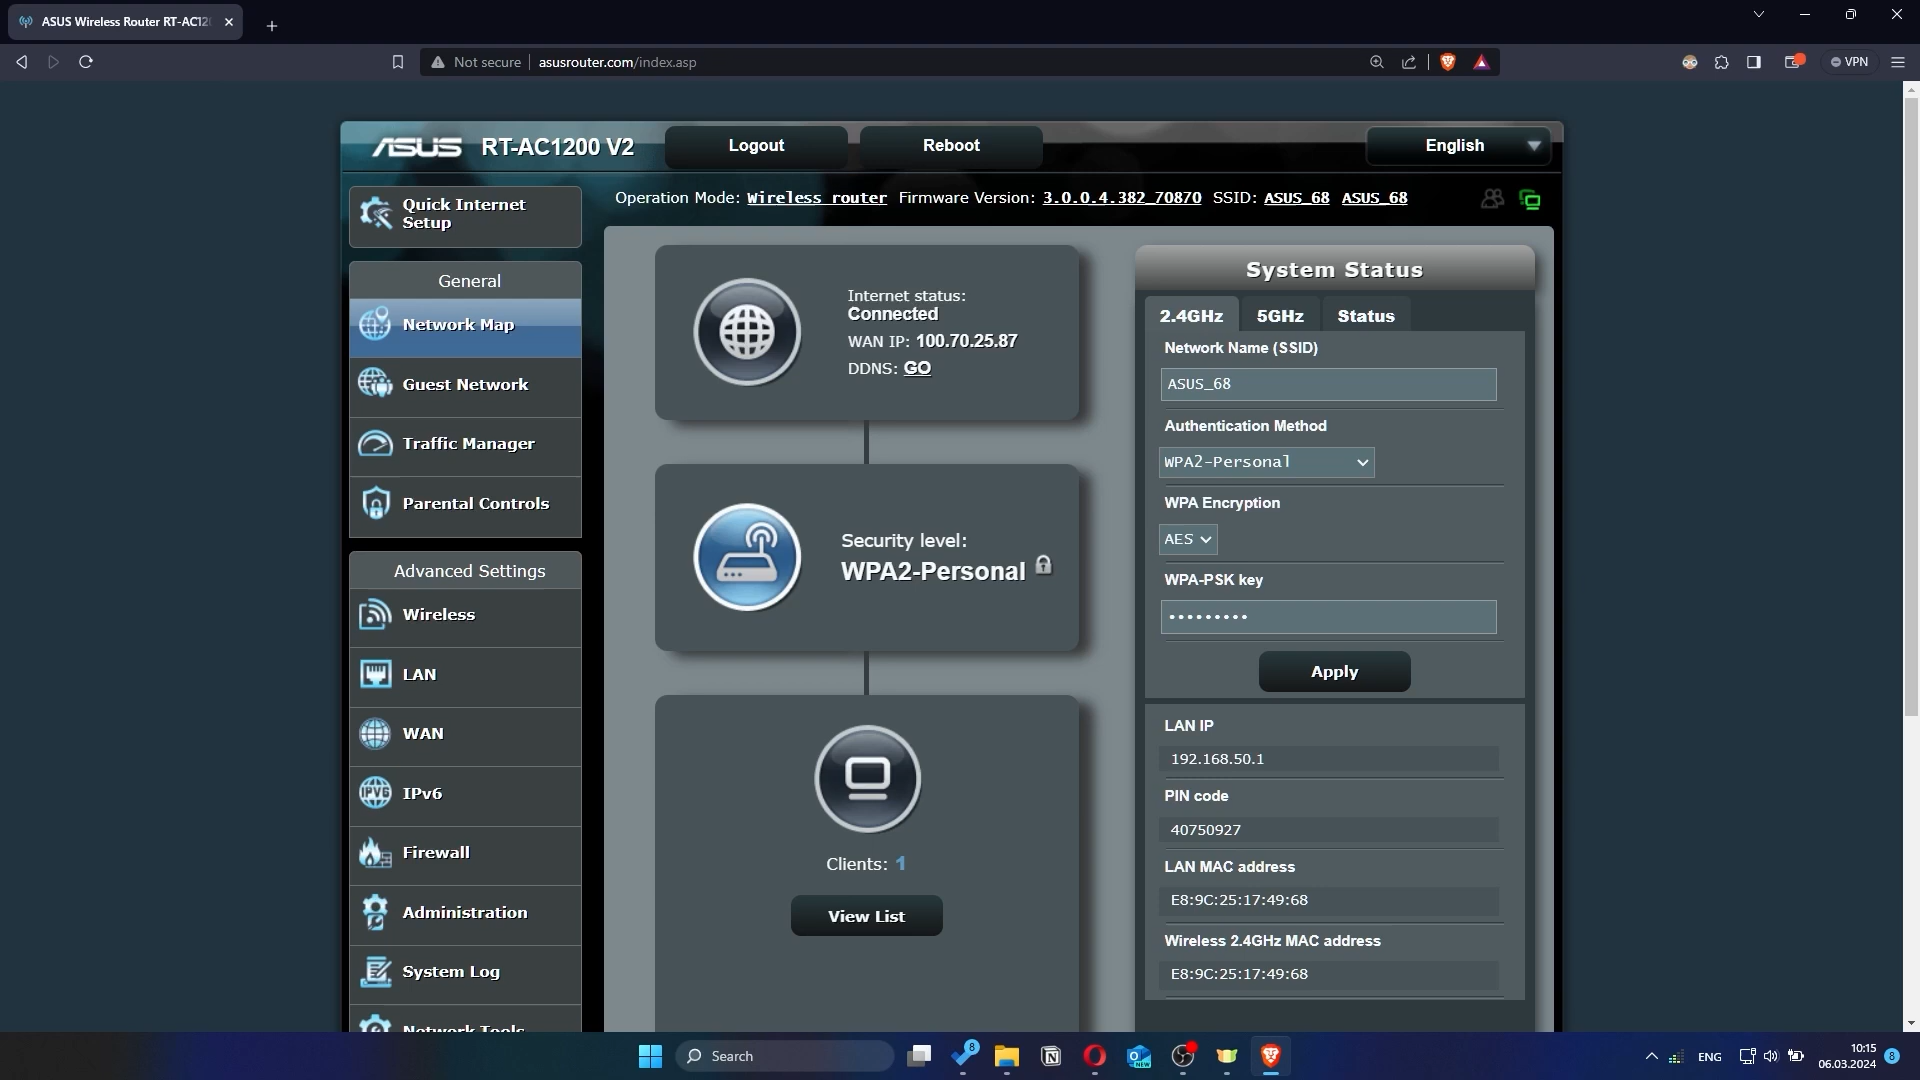 ASUS Wireless Router RT-AC12
Not secure
asusrouter.com/index.asp
VPN
ASUS RT-AC1200 V2
Logout
Reboot
English
Operation Mode: Wireless router Firmware Version: 3.0.0.4.382_70870 SSID: ASUS_68 ASUS_68
Quick Internet
Setup
General
Network Map
Guest Network
Traffic Manager
Parental Controls
Advanced Settings
Wireless
LAN
WAN
IPv6
Firewall
Administration
System Log
Network Tools
Internet status:
Connected
WAN IP: 100.70.25.87
DDNS: GO
Security level:
WPA2-Personal
Clients: 1
View List
System Status
2.4GHz
5GHz
Status
Network Name (SSID)
ASUS_68
Authentication Method
WPA2-Personal
WPA Encryption
AES
WPA-PSK key
•••••••••
Apply
LAN IP
192.168.50.1
PIN code
40750927
LAN MAC address
E8:9C:25:17:49:68
Wireless 2.4GHz MAC address
E8:9C:25:17:49:68
Search
8
NEW
ENG
10:15
06.03.2024
8